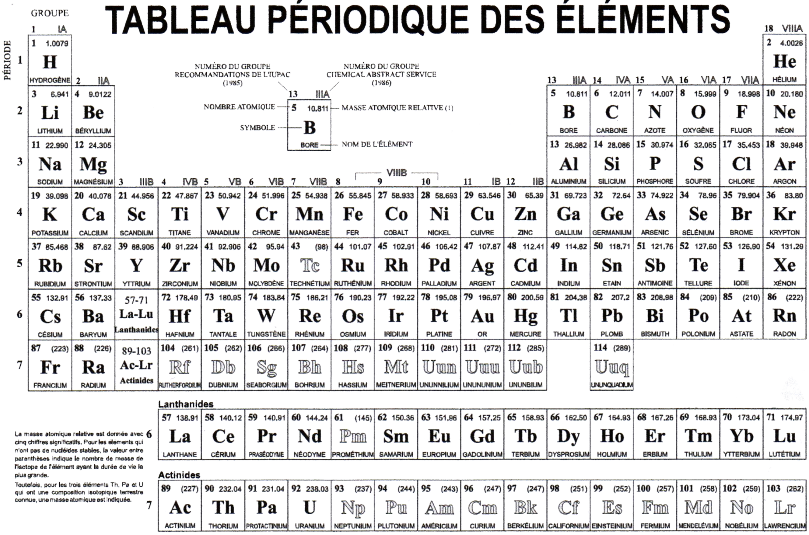 TABLEAU PÉRIODIQUE DES ÉLÉMENTS
GROUPE
PÉRIODE
1 IA
18 VIIIA
1 1.0079 H HYDROGÈNE
2 4.0026 He HÉLIUM
NUMÉRO DU GROUPE RECOMMANDATIONS DE L'IUPAC (1985)
NUMÉRO DU GROUPE CHEMICAL ABSTRACT SERVICE (1986)
13 IIIA
NOMBRE ATOMIQUE
5 10.811
MASSE ATOMIQUE RELATIVE (1)
SYMBOLE
B
BORE
NOM DE L'ÉLÉMENT
2 IIA
13 IIIA 14 IVA 15 VA 16 VIA 17 VIIA
2
3 6.941 Li LITHIUM
4 9.0122 Be BÉRYLLIUM
5 10.811 B BORE
6 12.011 C CARBONE
7 14.007 N AZOTE
8 15.999 O OXYGÈNE
9 18.998 F FLUOR
10 20.180 Ne NÉON
3
11 22.990 Na SODIUM
12 24.305 Mg MAGNÉSIUM
13 26.982 Al ALUMINIUM
14 28.086 Si SILICIUM
15 30.974 P PHOSPHORE
16 32.065 S SOUFRE
17 35.453 Cl CHLORE
18 39.948 Ar ARGON
3 IIIB 4 IVB 5 VB 6 VIB 7 VIIB 8 9 10 VIIIB 11 IB 12 IIB
4
19 39.098 K POTASSIUM
20 40.078 Ca CALCIUM
21 44.956 Sc SCANDIUM
22 47.867 Ti TITANE
23 50.942 V VANADIUM
24 51.996 Cr CHROME
25 54.938 Mn MANGANÈSE
26 55.845 Fe FER
27 58.933 Co COBALT
28 58.693 Ni NICKEL
29 63.546 Cu CUIVRE
30 65.39 Zn ZINC
31 69.723 Ga GALLIUM
32 72.64 Ge GERMANIUM
33 74.922 As ARSENIC
34 78.96 Se SÉLÉNIUM
35 79.904 Br BROME
36 83.80 Kr KRYPTON
5
37 85.468 Rb RUBIDIUM
38 87.62 Sr STRONTIUM
39 88.906 Y YTTRIUM
40 91.224 Zr ZIRCONIUM
41 92.906 Nb NIOBIUM
42 95.94 Mo MOLYBDÈNE
43 (98) Tc TECHNÉTIUM
44 101.07 Ru RUTHÉNIUM
45 102.91 Rh RHODIUM
46 106.42 Pd PALLADIUM
47 107.87 Ag ARGENT
48 112.41 Cd CADMIUM
49 114.82 In INDIUM
50 118.71 Sn ETAIN
51 121.76 Sb ANTIMOINE
52 127.60 Te TELLURE
53 126.90 I IODE
54 131.29 Xe XÉNON
6
55 132.91 Cs CÉSIUM
56 137.33 Ba BARYUM
57-71 La-Lu Lanthanides
72 178.49 Hf HAFNIUM
73 180.95 Ta TANTALE
74 183.84 W TUNGSTÈNE
75 186.21 Re RHÉNIUM
76 190.23 Os OSMIUM
77 192.22 Ir IRIDIUM
78 195.08 Pt PLATINE
79 196.97 Au OR
80 200.59 Hg MERCURE
81 204.38 Tl THALLIUM
82 207.2 Pb PLOMB
83 208.98 Bi BISMUTH
84 (209) Po POLONIUM
85 (210) At ASTATE
86 (222) Rn RADON
7
87 (223) Fr FRANCIUM
88 (226) Ra RADIUM
89-103 Ac-Lr Actinides
104 (261) Rf RUTHERFORDIUM
105 (262) Db DUBNIUM
106 (266) Sg SEABORGIUM
107 (264) Bh BOHRIUM
108 (277) Hs HASSIUM
109 (268) Mt MEITNERIUM
110 (281) Uun UNUNNILIUM
111 (272) Uuu UNUNUNIUM
112 (285) Uub UNUNBIUM
114 (289) Uuq UNUNQUADIUM
Lanthanides
6
57 138.91 La LANTHANE
58 140.12 Ce CÉRIUM
59 140.91 Pr PRASÉODYME
60 144.24 Nd NÉODYME
61 (145) Pm PROMÉTHIUM
62 150.36 Sm SAMARIUM
63 151.96 Eu EUROPIUM
64 157.25 Gd GADOLINIUM
65 158.93 Tb TERBIUM
66 162.50 Dy DYSPROSIUM
67 164.93 Ho HOLMIUM
68 167.26 Er ERBIUM
69 168.93 Tm THULIUM
70 173.04 Yb YTTERBIUM
71 174.97 Lu LUTÉTIUM
La masse atomique relative est donnée avec
cinq chiffres significatifs. Pour les éléments qui
n'ont pas de nucléides stables, la valeur entre
parenthèses indique le nombre de masse de
l'isotope de l'élément ayant la durée de vie la
plus grande.
Toutefois, pour les trois éléments Th, Pa et U
qui ont une composition isotopique terrestre
connue, une masse atomique est indiquée.
Actinides
7
89 (227) Ac ACTINIUM
90 232.04 Th THORIUM
91 231.04 Pa PROTACTINIUM
92 238.03 U URANIUM
93 (237) Np NEPTUNIUM
94 (244) Pu PLUTONIUM
95 (243) Am AMÉRICIUM
96 (247) Cm CURIUM
97 (247) Bk BERKÉLIUM
98 (251) Cf CALIFORNIUM
99 (252) Es EINSTEINIUM
100 (257) Fm FERMIUM
101 (258) Md MENDELÉVIUM
102 (259) No NOBÉLIUM
103 (262) Lr LAWRENCIUM